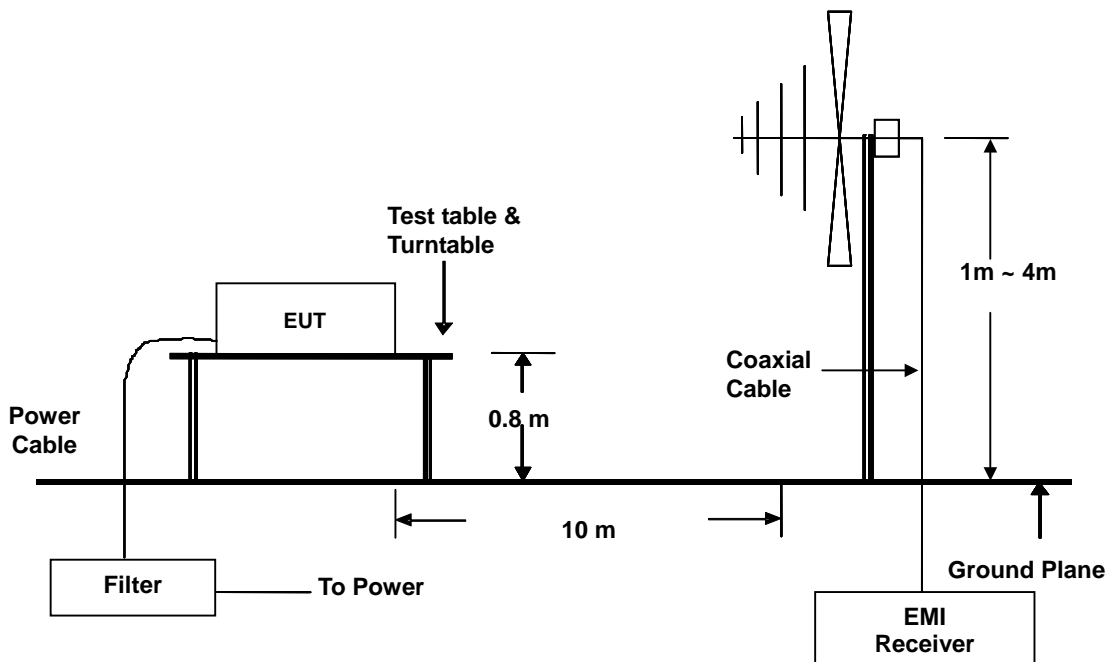 Test table &
Turntable
EUT
1m ~ 4m
Coaxial
Cable
0.8 m
Power
Cable
10 m
Filter
To Power
Ground Plane
EMI
Receiver